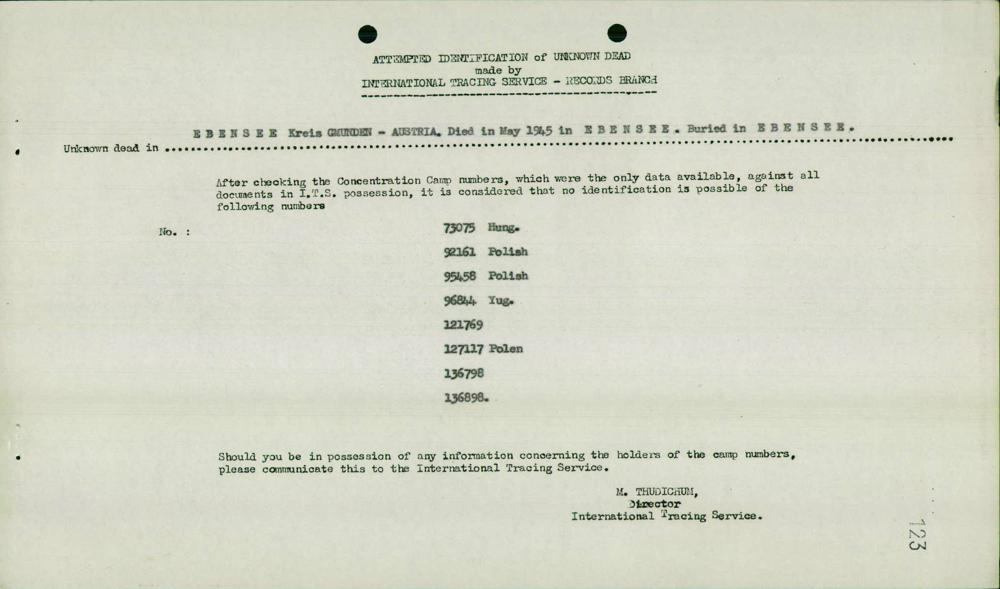 ATTEMPTED IDENTIFICATION of UNKNOWN DEAD
made by
INTERNATIONAL TRACING SERVICE - RECORDS BRANCH
E B E N S E E Kreis GMUNDEN - AUSTRIA. Died in May 1945 in E B E N S E E . Buried in E B E N S E E .
Unknown dead in ........................................
After checking the Concentration Camp numbers, which were the only data available, against all
documents in I.T.S. possession, it is considered that no identification is possible of the
following numbers
No. :
73075 Hung.
92161 Polish
95458 Polish
96844 Yug.
121769
127117 Polen
136798
136898.
Should you be in possession of any information concerning the holders of the camp numbers,
please communicate this to the International Tracing Service.
M. THUDICHUM,
Director
International Tracing Service.
123